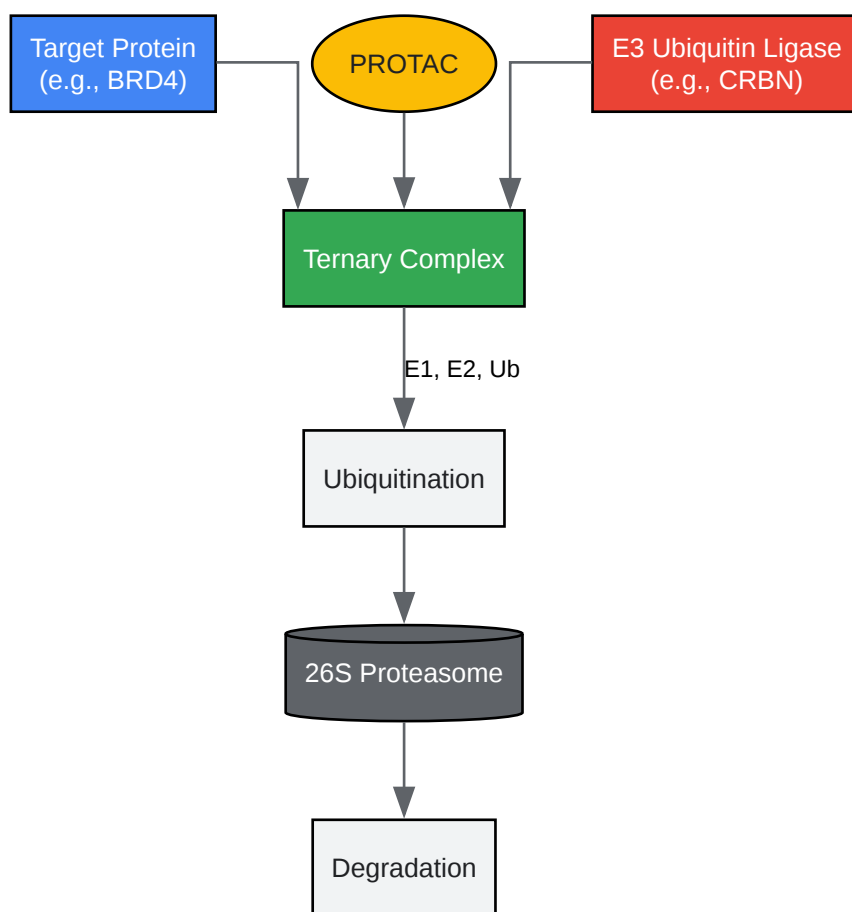 Target Protein
(e.g., BRD4)
PROTAC
E3 Ubiquitin Ligase
(e.g., CRBN)
Ternary Complex
E1, E2, Ub
Ubiquitination
26S Proteasome
Degradation